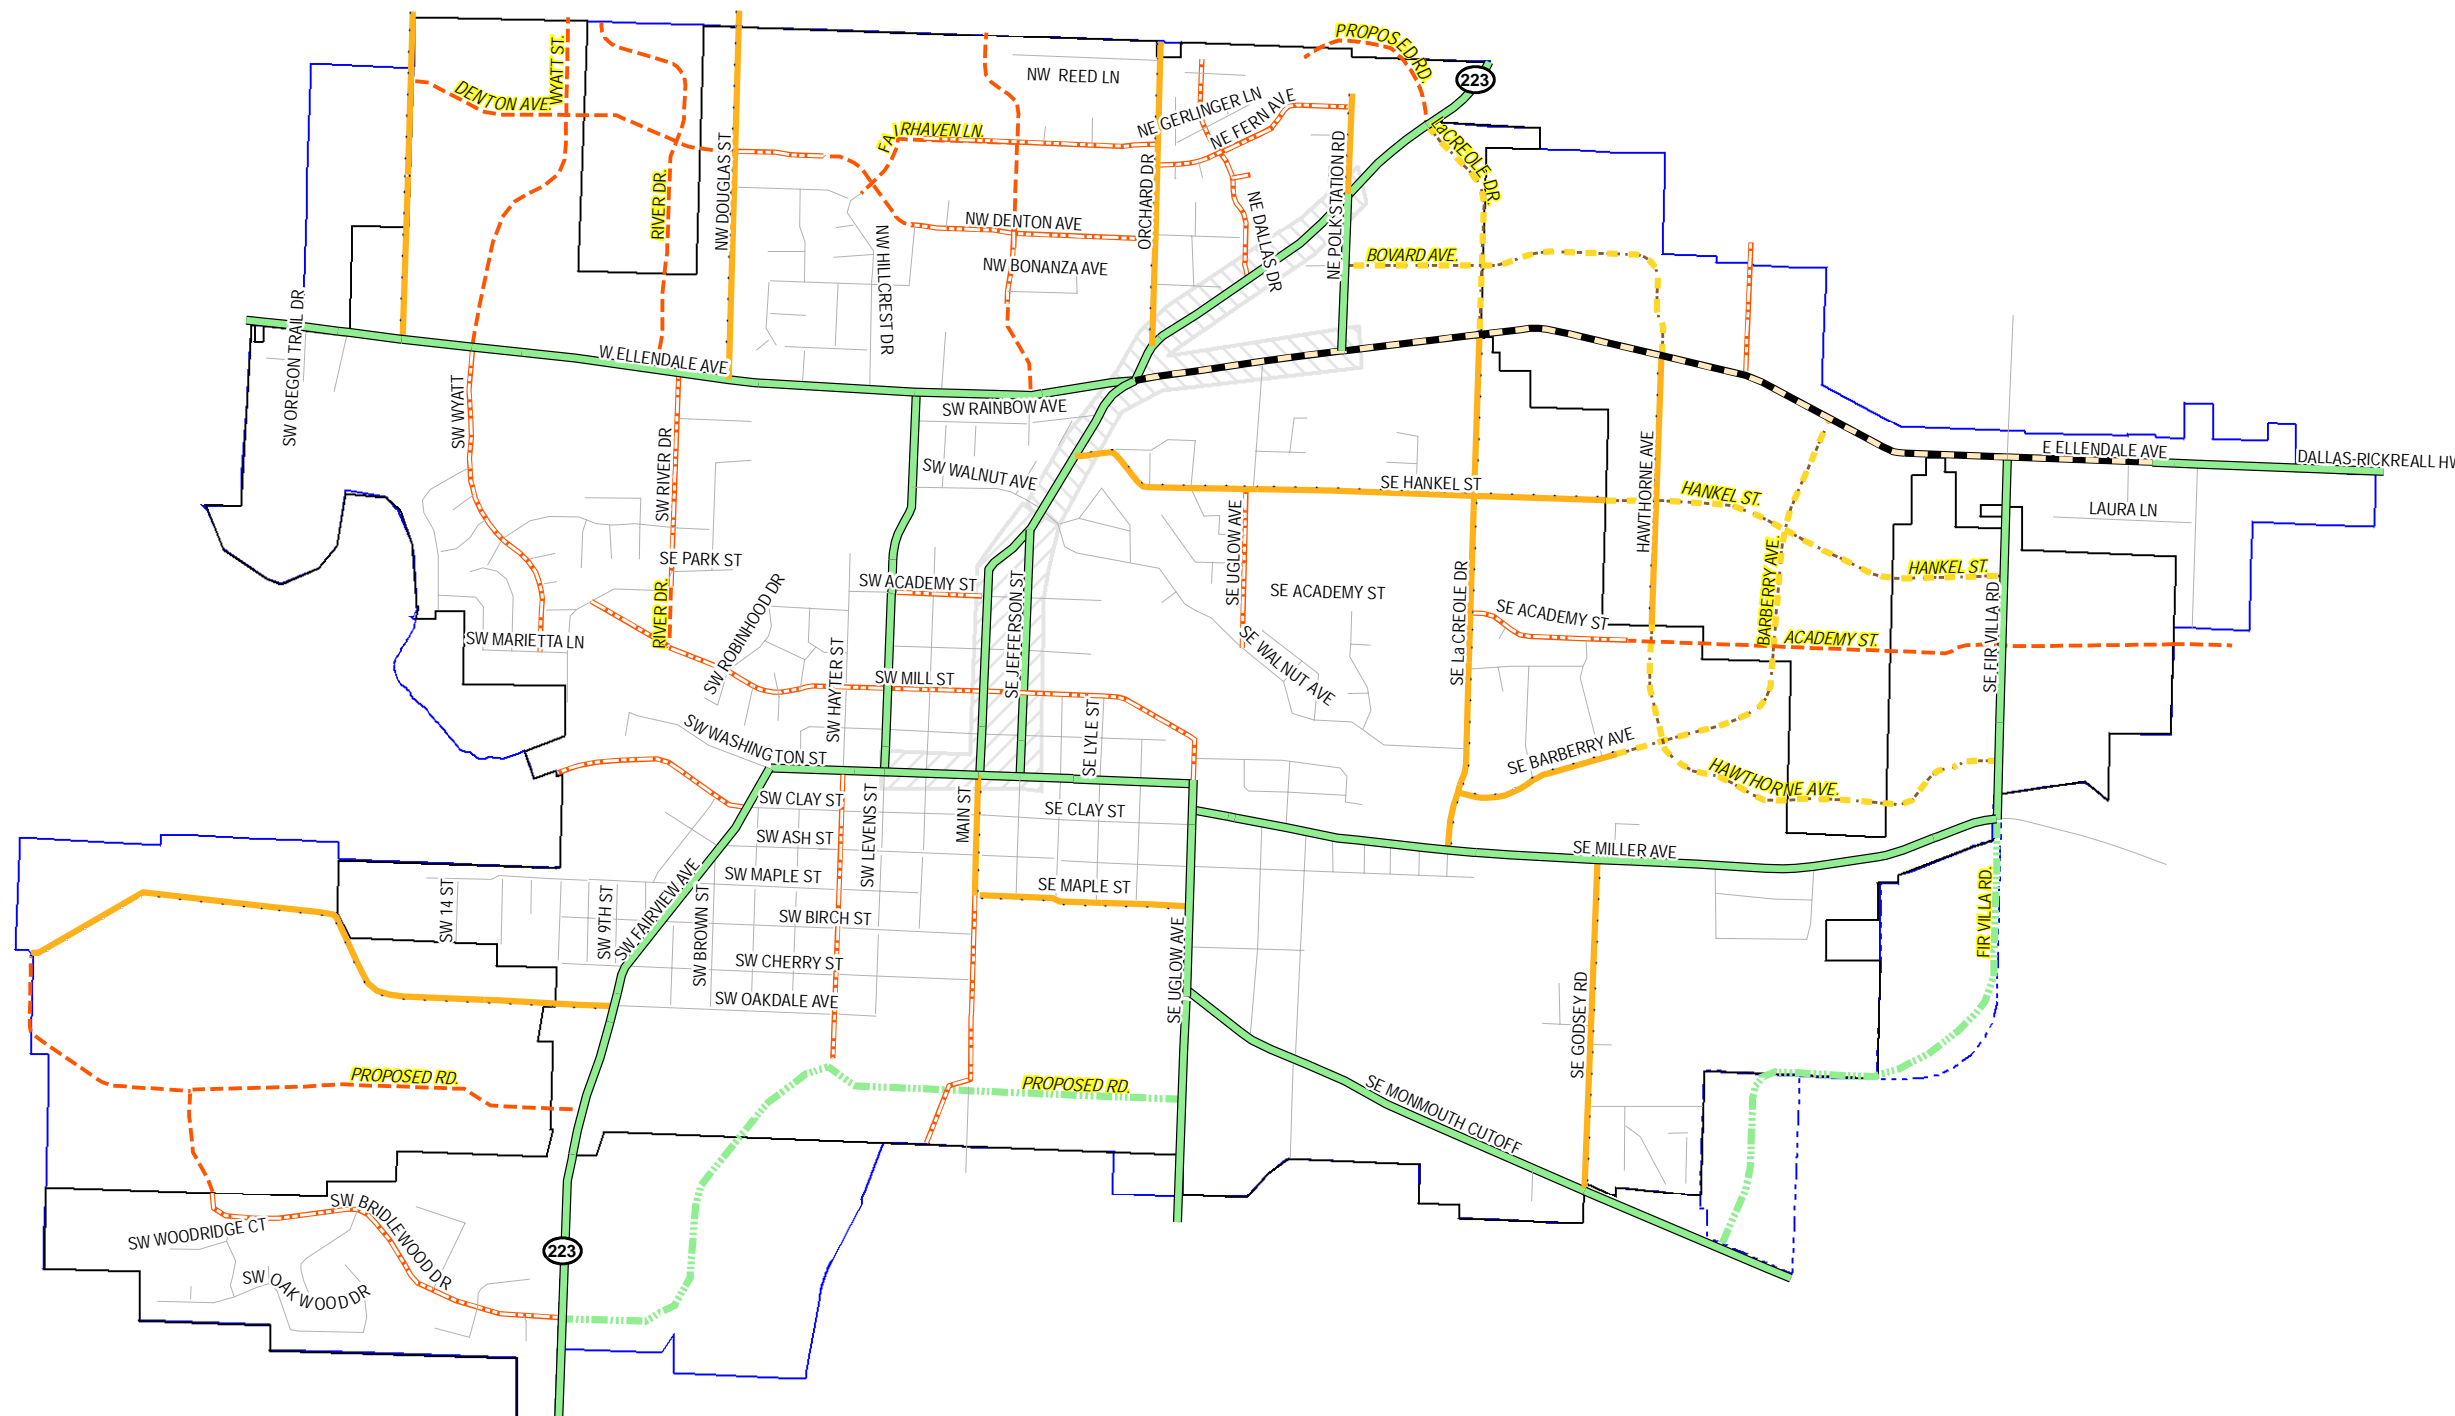 PROPOSED RD.
WYATT ST.
223
NW REED LN
DENTON AVE.
NE GERLINGER LN
NE FERN AVE
FAIRHAVEN LN.
LaCREOLE DR.
NW DOUGLAS ST
RIVER DR.
ORCHARD DR
NE POLK STATION RD
NE DALLAS DR
NW DENTON AVE
NW HILLCREST DR
NW BONANZA AVE
BOVARD AVE.
SW OREGON TRAIL DR
W ELLENDALE AVE
SW WYATT
SW RAINBOW AVE
SW RIVER DR
SW WALNUT AVE
SE HANKEL ST
HAWTHORNE AVE
HANKEL ST.
E ELLENDALE AVE
DALLAS-RICKREALL HW
LAURA LN
SE PARK ST
SE UGLOW AVE
SW ACADEMY ST
SE JEFFERSON ST
SE ACADEMY ST
SE La CREOLE DR
SE ACADEMY ST
BARBERRY AVE.
HANKEL ST.
SE FIR VILLA RD
RIVER DR.
SW ROBINHOOD DR
SW MARIETTA LN
SE WALNUT AVE
ACADEMY ST.
SW HAYTER ST
SW MILL ST
SE LYLE ST
SW WASHINGTON ST
SE BARBERRY AVE
HAWTHORNE AVE.
SW CLAY ST
SW LEVENS ST
MAIN ST
SE CLAY ST
SW ASH ST
SE MILLER AVE
SW MAPLE ST
SE MAPLE ST
SW 14 ST
SW 9TH ST
SW FAIRVIEW AVE
SW BROWN ST
SW BIRCH ST
SE UGLOW AVE
FIR VILLA RD.
SW CHERRY ST
SW OAKDALE AVE
SE GODSEY RD
PROPOSED RD.
PROPOSED RD.
SE MONMOUTH CUTOFF
SW BRIDLEWOOD DR
SW WOODRIDGE CT
223
SW OAKWOOD DR